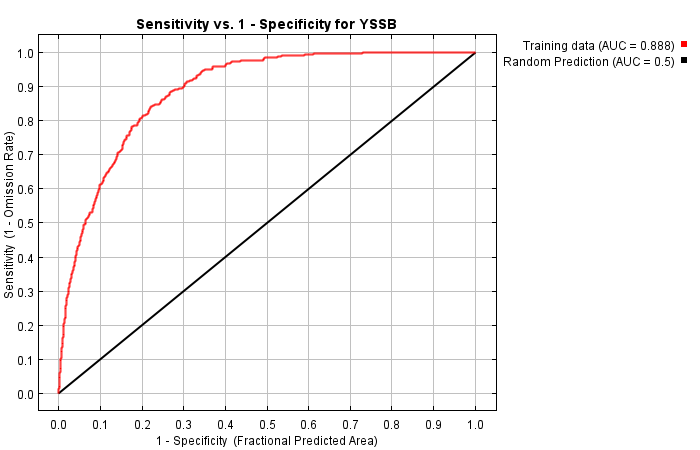 Sensitivity vs. 1 - Specificity for YSSB
Training data (AUC = 0.888)
Random Prediction (AUC = 0.5)
Sensitivity (1 - Omission Rate)
1.0
0.9
0.8
0.7
0.6
0.5
0.4
0.3
0.2
0.1
0.0
0.0 0.1 0.2 0.3 0.4 0.5 0.6 0.7 0.8 0.9 1.0
1 - Specificity (Fractional Predicted Area)